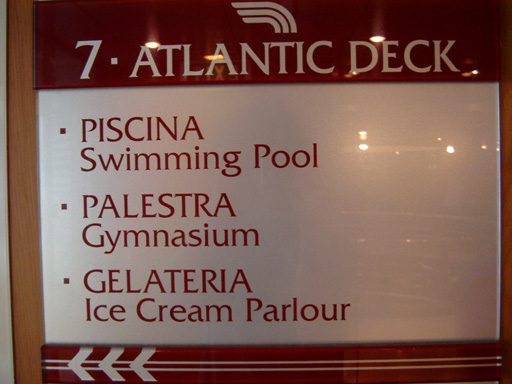 7 · ATLANTIC DECK
▪ PISCINA
Swimming Pool
▪ PALESTRA
Gymnasium
▪ GELATERIA
Ice Cream Parlour